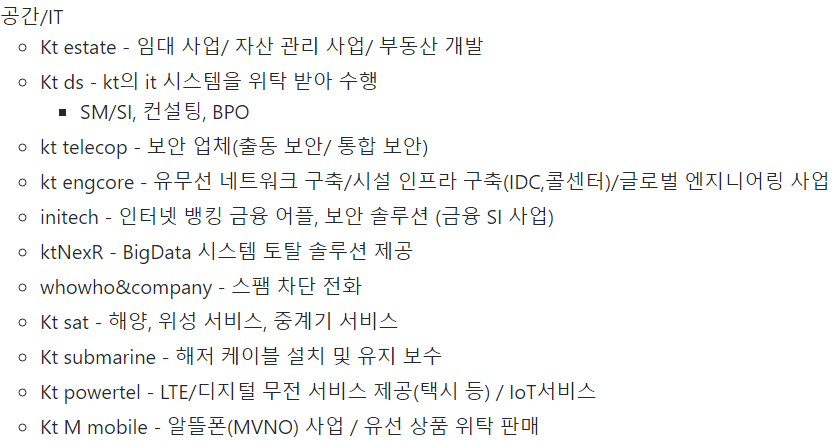 공간/IT
Kt estate - 임대 사업/ 자산 관리 사업/ 부동산 개발
Kt ds - kt의 it 시스템을 위탁 받아 수행
SM/SI, 컨설팅, BPO
kt telecop - 보안 업체(출동 보안/ 통합 보안)
kt engcore - 유무선 네트워크 구축/시설 인프라 구축(IDC,콜센터)/글로벌 엔지니어링 사업
initech - 인터넷 뱅킹 금융 어플, 보안 솔루션 (금융 SI 사업)
ktNexR - BigData 시스템 토탈 솔루션 제공
whowho&company - 스팸 차단 전화
Kt sat - 해양, 위성 서비스, 중계기 서비스
Kt submarine - 해저 케이블 설치 및 유지 보수
Kt powertel - LTE/디지털 무전 서비스 제공(택시 등) / IoT서비스
Kt M mobile - 알뜰폰(MVNO) 사업 / 유선 상품 위탁 판매